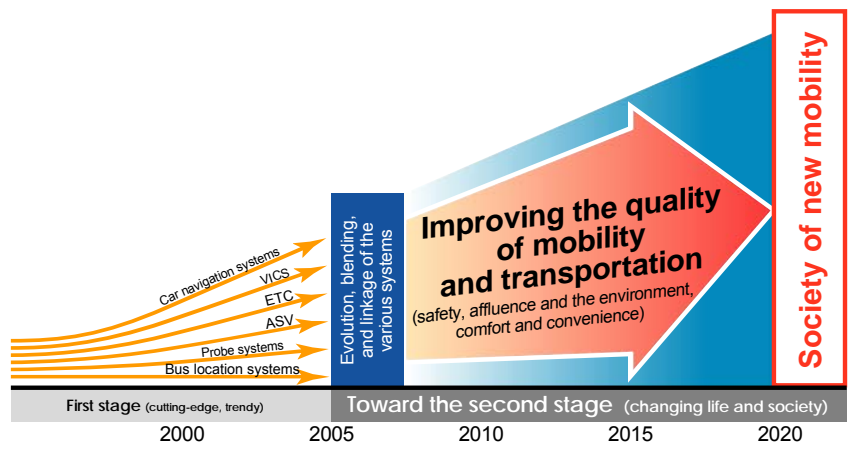 Car navigation systems
VICS
ETC
ASV
Probe systems
Bus location systems
Evolution, blending,
and linkage of the
various systems
Improving the quality
of mobility
and transportation
(safety, affluence and the environment,
comfort and convenience)
Society of new mobility
First stage (cutting-edge, trendy)
Toward the second stage (changing life and society)
2000
2005
2010
2015
2020